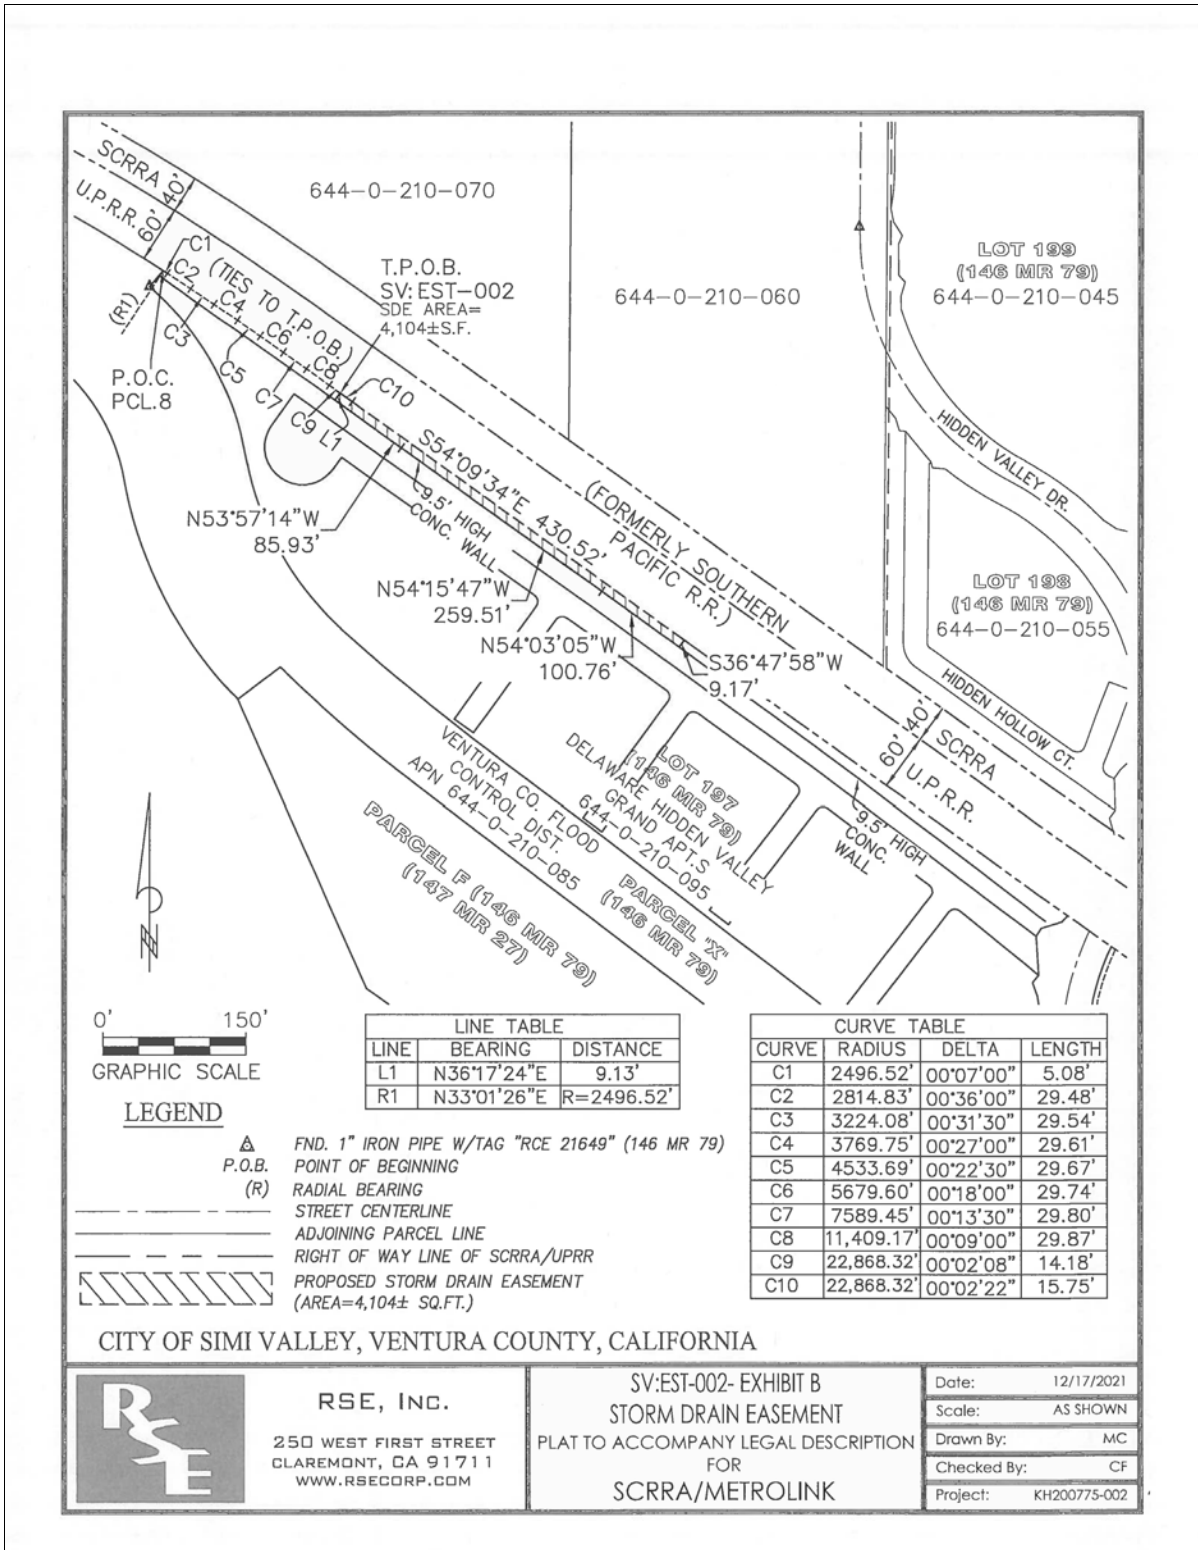 SCRRA
40'
U.P.R.R.
60'
C1
(TIES TO T.P.O.B.)
C2
C3
C4
C5
C6
C7
C8
C9
L1
C10
(R1)
P.O.C.
PCL.8
644-0-210-070
T.P.O.B.
SV: EST-002
SDE AREA=
4,104±S.F.
644-0-210-060
LOT 199
(146 MR 79)
644-0-210-045
HIDDEN VALLEY DR.
S54°09'34"E 430.52'
9.5' HIGH
CONC. WALL
(FORMERLY SOUTHERN
PACIFIC R.R.)
N53°57'14"W
85.93'
N54°15'47"W
259.51'
N54°03'05"W
100.76'
S36°47'58"W
9.17'
LOT 198
(146 MR 79)
644-0-210-055
HIDDEN HOLLOW CT.
60' 40'
SCRRA
U.P.R.R.
9.5' HIGH
CONC.
WALL
VENTURA CO. FLOOD
CONTROL DIST.
APN 644-0-210-085
LOT 197
(146 MR 79)
DELAWARE HIDDEN VALLEY
GRAND APT.S
644-0-210-095
PARCEL F (146 MR 79)
(147 MR 27)
PARCEL "X"
(146 MR 79)
N
0' 150'
GRAPHIC SCALE
LINE TABLE
LINE BEARING DISTANCE
L1 N36°17'24"E 9.13'
R1 N33°01'26"E R=2496.52'
CURVE TABLE
CURVE RADIUS DELTA LENGTH
C1 2496.52' 00°07'00" 5.08'
C2 2814.83' 00°36'00" 29.48'
C3 3224.08' 00°31'30" 29.54'
C4 3769.75' 00°27'00" 29.61'
C5 4533.69' 00°22'30" 29.67'
C6 5679.60' 00°18'00" 29.74'
C7 7589.45' 00°13'30" 29.80'
C8 11,409.17' 00°09'00" 29.87'
C9 22,868.32' 00°02'08" 14.18'
C10 22,868.32' 00°02'22" 15.75'
LEGEND
FND. 1" IRON PIPE W/TAG "RCE 21649" (146 MR 79)
P.O.B. POINT OF BEGINNING
(R) RADIAL BEARING
STREET CENTERLINE
ADJOINING PARCEL LINE
RIGHT OF WAY LINE OF SCRRA/UPRR
PROPOSED STORM DRAIN EASEMENT
(AREA=4,104± SQ.FT.)
CITY OF SIMI VALLEY, VENTURA COUNTY, CALIFORNIA
RSE
RSE, INC.
250 WEST FIRST STREET
CLAREMONT, CA 91711
WWW.RSECORP.COM
SV:EST-002- EXHIBIT B
STORM DRAIN EASEMENT
PLAT TO ACCOMPANY LEGAL DESCRIPTION
FOR
SCRRA/METROLINK
Date: 12/17/2021
Scale: AS SHOWN
Drawn By: MC
Checked By: CF
Project: KH200775-002